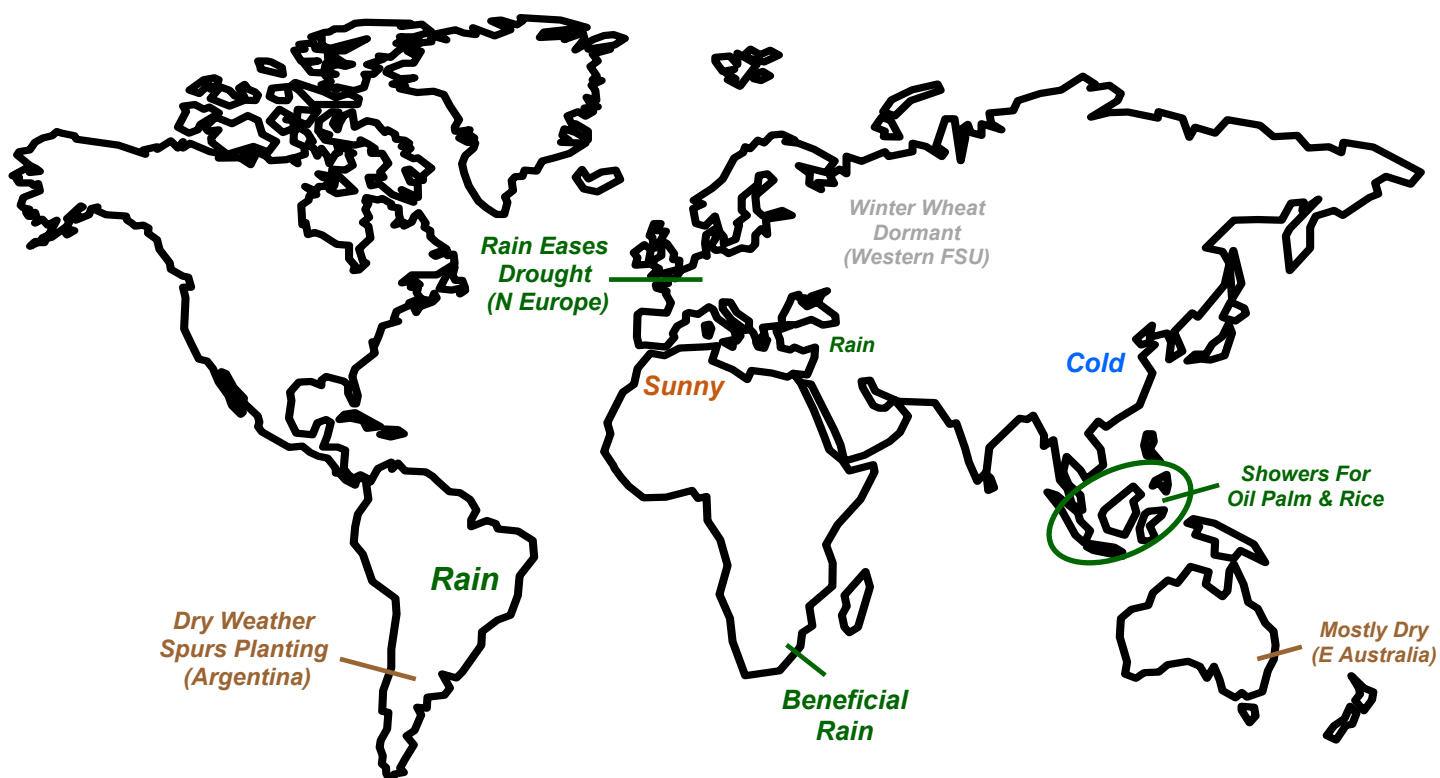 Winter Wheat
Dormant
(Western FSU)
Rain Eases
Drought
(N Europe)
Rain
Cold
Sunny
Showers For
Oil Palm & Rice
Rain
Dry Weather
Spurs Planting
(Argentina)
Mostly Dry
(E Australia)
Beneficial
Rain